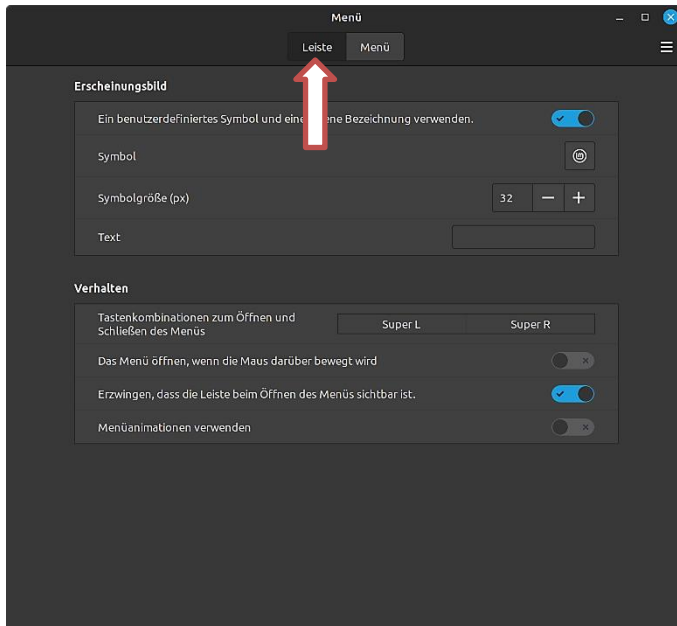 Menü
Leiste Menü
Erscheinungsbild
Ein benutzerdefiniertes Symbol und eine ene Bezeichnung verwenden.
Symbol
Symbolgröße (px) 32
Text
Verhalten
Tastenkombinationen zum Öffnen und
Schließen des Menüs Super L Super R
Das Menü öffnen, wenn die Maus darüber bewegt wird
Erzwingen, dass die Leiste beim Öffnen des Menüs sichtbar ist.
Menüanimationen verwenden